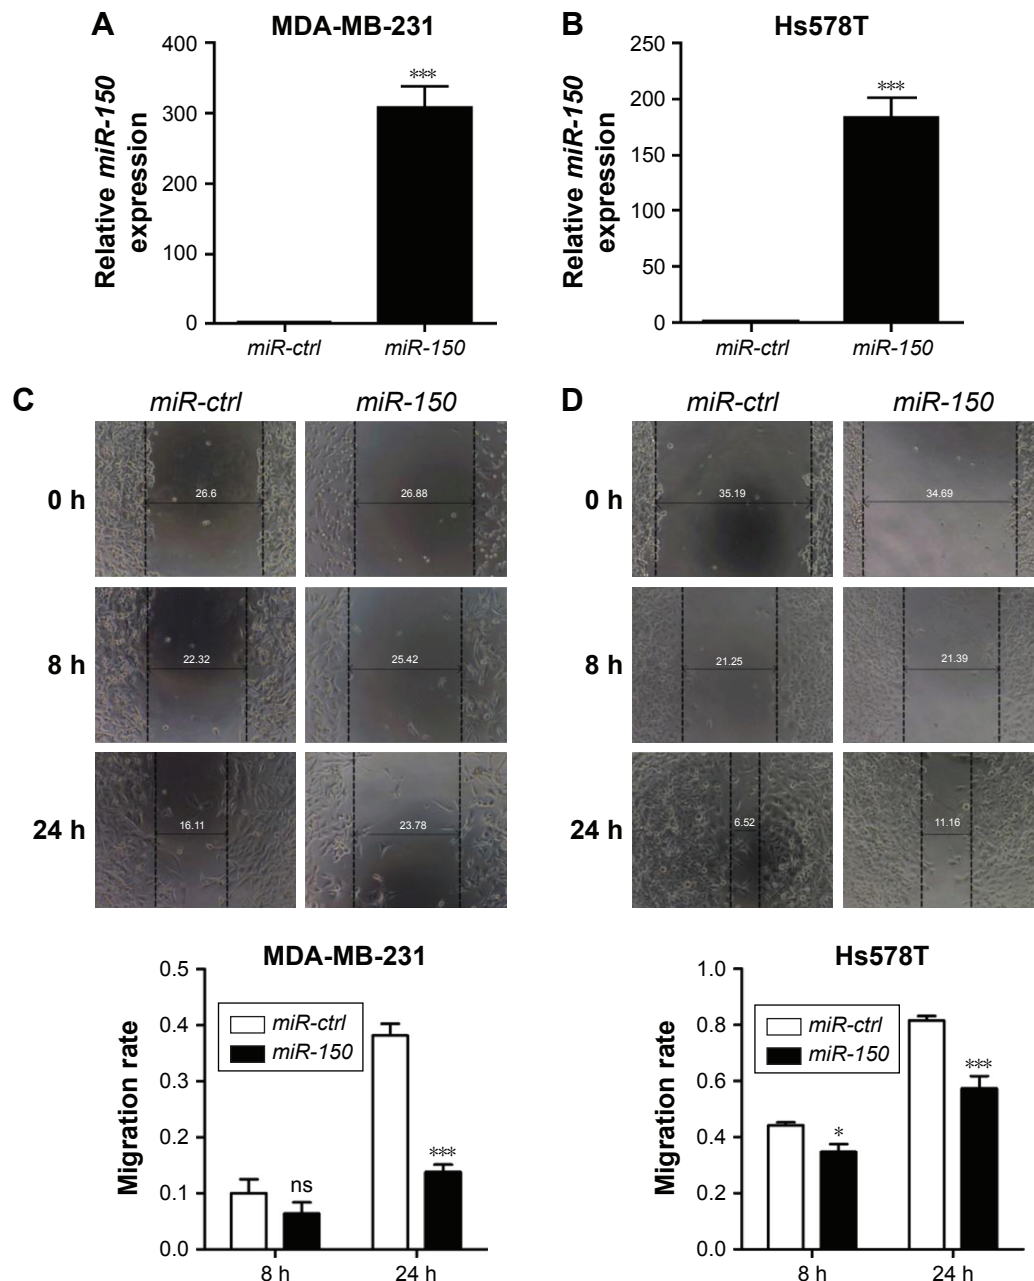 A
MDA-MB-231
Relative miR-150
expression
400
300
200
100
0
***
miR-ctrl
miR-150
B
Hs578T
Relative miR-150
expression
250
200
150
100
50
0
***
miR-ctrl
miR-150
C
miR-ctrl
miR-150
0 h
26.6
26.88
8 h
22.32
25.42
24 h
16.11
23.78
D
miR-ctrl
miR-150
0 h
35.19
34.69
8 h
21.25
21.39
24 h
6.52
11.16
MDA-MB-231
Migration rate
0.5
0.4
0.3
0.2
0.1
0.0
miR-ctrl
miR-150
ns
***
8 h
24 h
Hs578T
Migration rate
1.0
0.8
0.6
0.4
0.2
0.0
miR-ctrl
miR-150
*
***
8 h
24 h